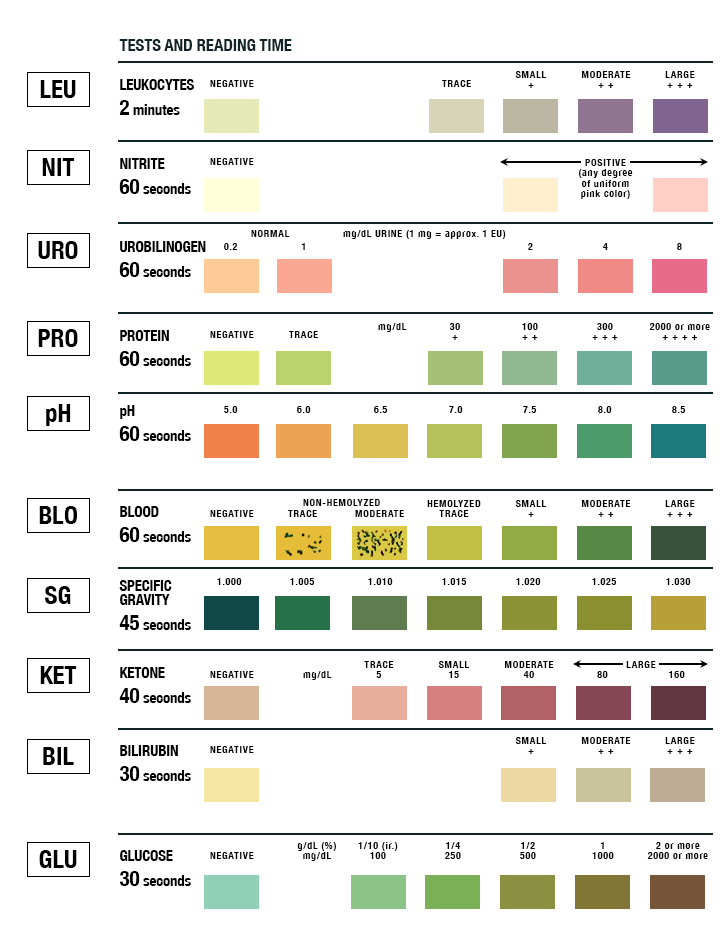 TESTS AND READING TIME
LEU
LEUKOCYTES
2 minutes
NEGATIVE
TRACE
SMALL
+
MODERATE
+ +
LARGE
+ + +
NIT
NITRITE
60 seconds
NEGATIVE
POSITIVE
(any degree
of uniform
pink color)
URO
UROBILINOGEN
60 seconds
NORMAL
mg/dL URINE (1 mg = approx. 1 EU)
0.2 1 2 4 8
PRO
PROTEIN
60 seconds
NEGATIVE
TRACE
mg/dL
30
+
100
+ +
300
+ + +
2000 or more
+ + + +
pH
pH
60 seconds
5.0 6.0 6.5 7.0 7.5 8.0 8.5
BLO
BLOOD
60 seconds
NEGATIVE
NON-HEMOLYZED
TRACE MODERATE
HEMOLYZED
TRACE
SMALL
+
MODERATE
+ +
LARGE
+ + +
SG
SPECIFIC
GRAVITY
45 seconds
1.000 1.005 1.010 1.015 1.020 1.025 1.030
KET
KETONE
40 seconds
NEGATIVE
mg/dL
TRACE
5
SMALL
15
MODERATE
40
LARGE
80 160
BIL
BILIRUBIN
30 seconds
NEGATIVE
SMALL
+
MODERATE
+ +
LARGE
+ + +
GLU
GLUCOSE
30 seconds
NEGATIVE
g/dL (%)
mg/dL
1/10 (ir.)
100
1/4
250
1/2
500
1
1000
2 or more
2000 or more